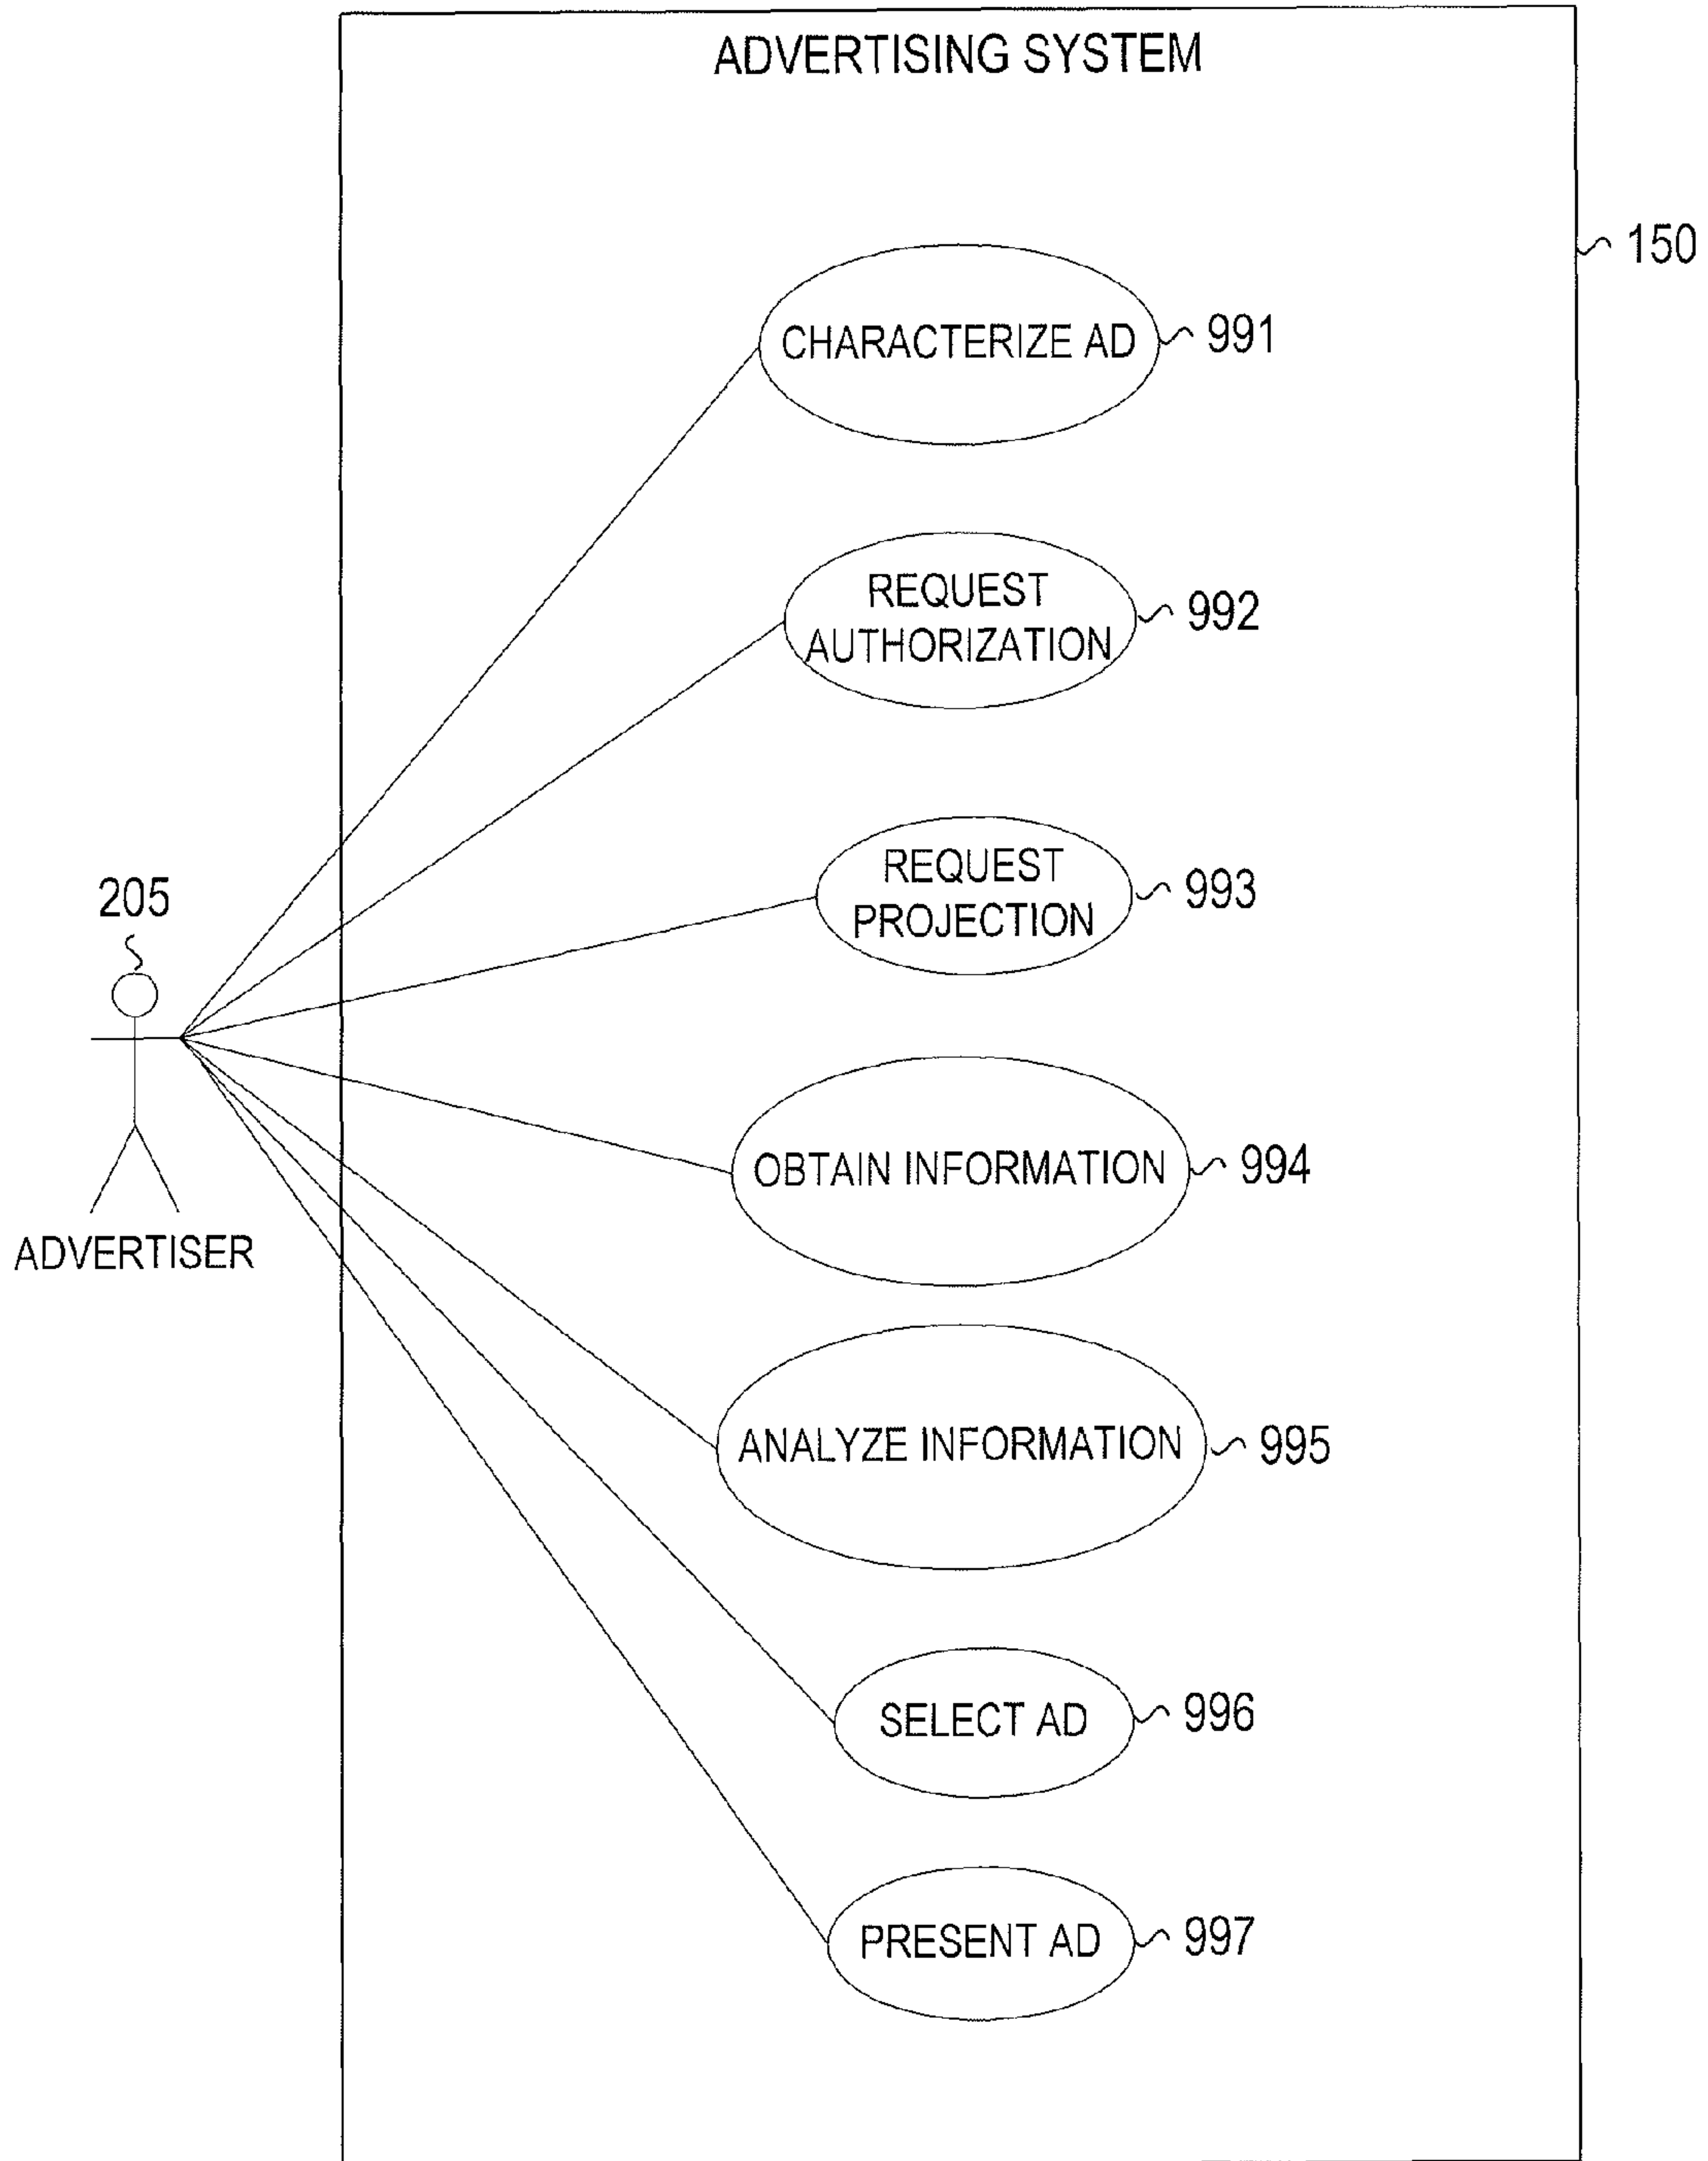 ADVERTISING SYSTEM
150
CHARACTERIZE AD
991
REQUEST
AUTHORIZATION
992
REQUEST
PROJECTION
993
205
ADVERTISER
OBTAIN INFORMATION
994
ANALYZE INFORMATION
995
SELECT AD
996
PRESENT AD
997